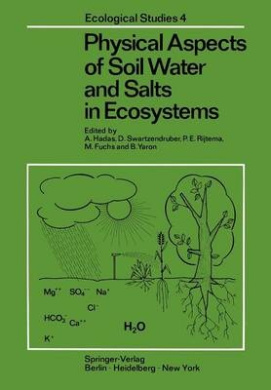 Ecological Studies 4
Physical Aspects
of Soil Water
and Salts
in Ecosystems
Edited by
A. Hadas, D. Swartzendruber, P. E. Rijtema,
M. Fuchs and B. Yaron
Mg++ SO4-- Na+
Cl-
HCO3- Ca++
K+
H2O
Springer-Verlag
Berlin · Heidelberg · New York